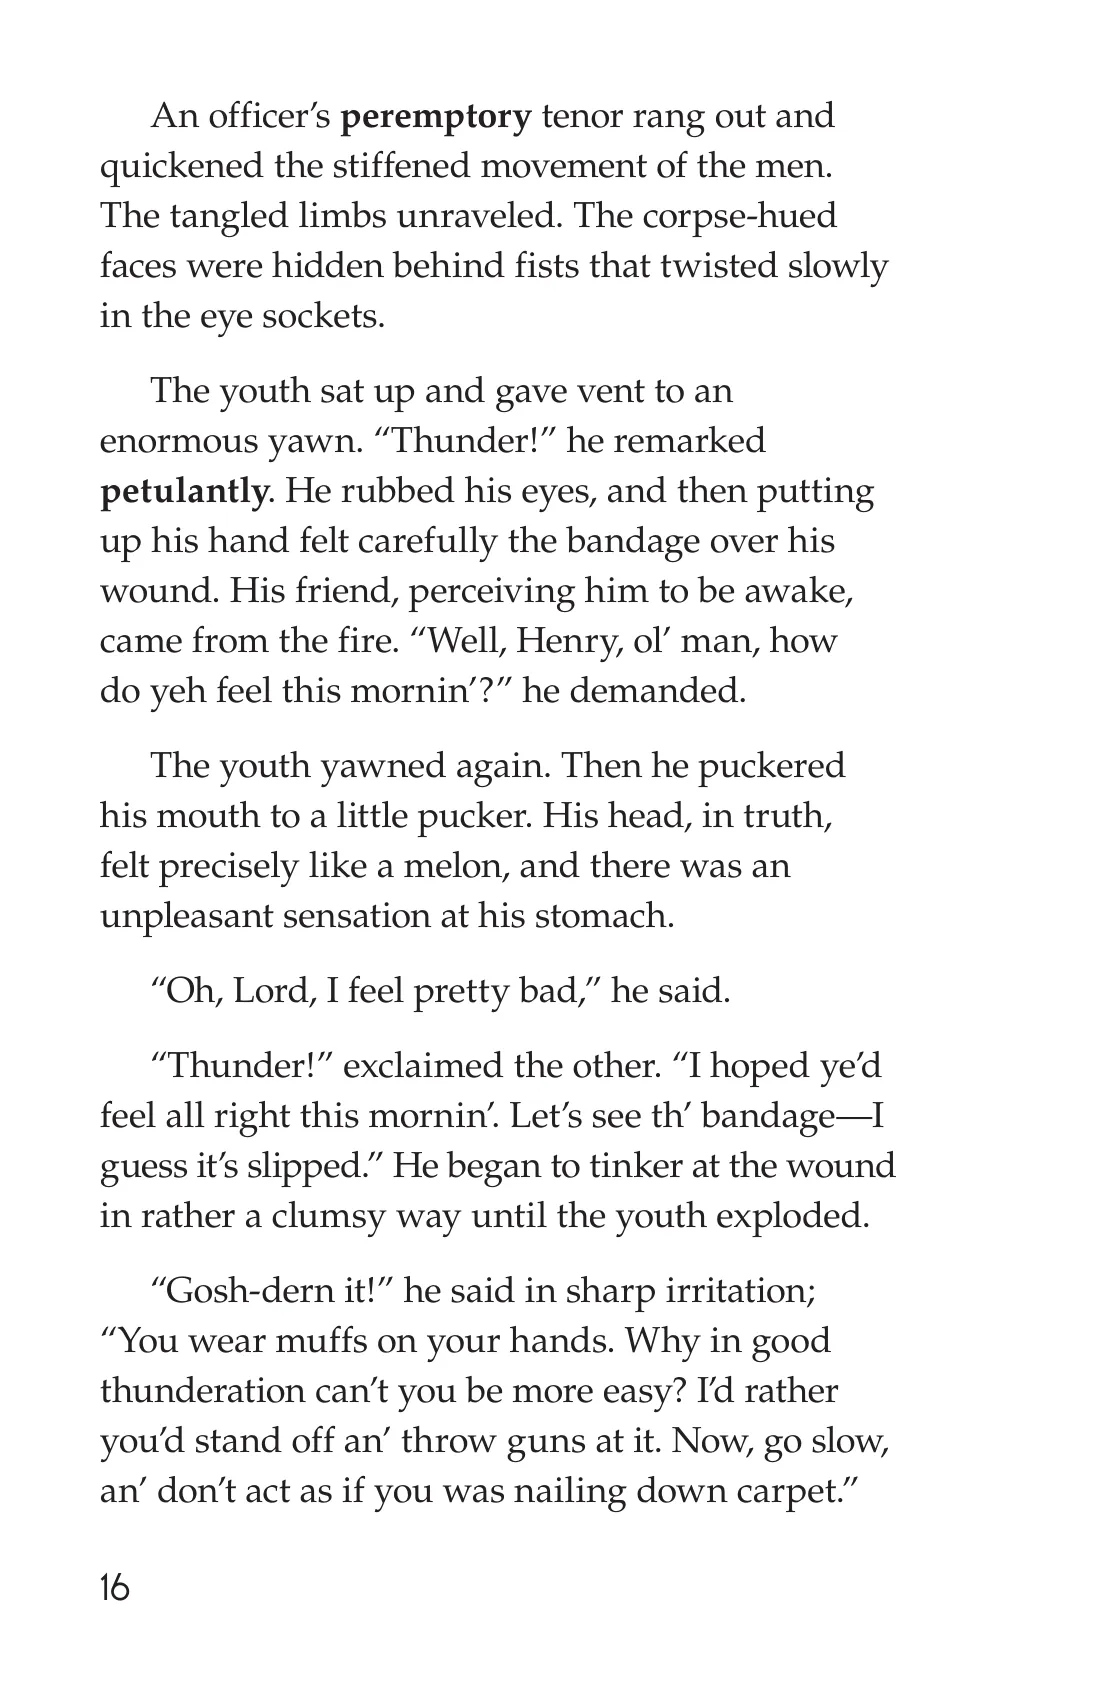 An officer’s peremptory tenor rang out and
quickened the stiffened movement of the men.
The tangled limbs unraveled. The corpse-hued
faces were hidden behind fists that twisted slowly
in the eye sockets.
The youth sat up and gave vent to an
enormous yawn. “Thunder!” he remarked
petulantly. He rubbed his eyes, and then putting
up his hand felt carefully the bandage over his
wound. His friend, perceiving him to be awake,
came from the fire. “Well, Henry, ol’ man, how
do yeh feel this mornin’?” he demanded.
The youth yawned again. Then he puckered
his mouth to a little pucker. His head, in truth,
felt precisely like a melon, and there was an
unpleasant sensation at his stomach.
“Oh, Lord, I feel pretty bad,” he said.
“Thunder!” exclaimed the other. “I hoped ye’d
feel all right this mornin’. Let’s see th’ bandage—I
guess it’s slipped.” He began to tinker at the wound
in rather a clumsy way until the youth exploded.
“Gosh-dern it!” he said in sharp irritation;
“You wear muffs on your hands. Why in good
thunderation can’t you be more easy? I’d rather
you’d stand off an’ throw guns at it. Now, go slow,
an’ don’t act as if you was nailing down carpet.”
16